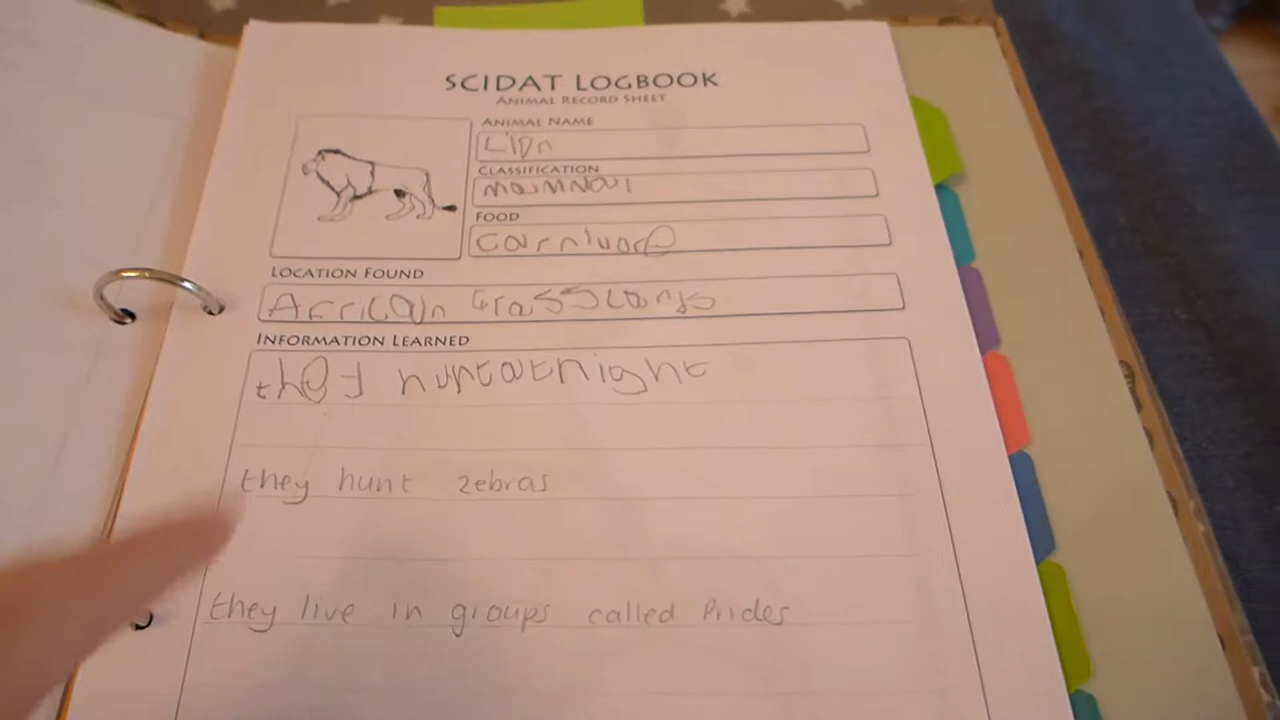 SCIDAT LOGBOOK
ANIMAL RECORD SHEET
ANIMAL NAME
Lion
CLASSIFICATION
mammal
FOOD
carnivore
LOCATION FOUND
African Grasslangs
INFORMATION LEARNED
they hunt at night
they hunt zebras
they live in groups called Prides